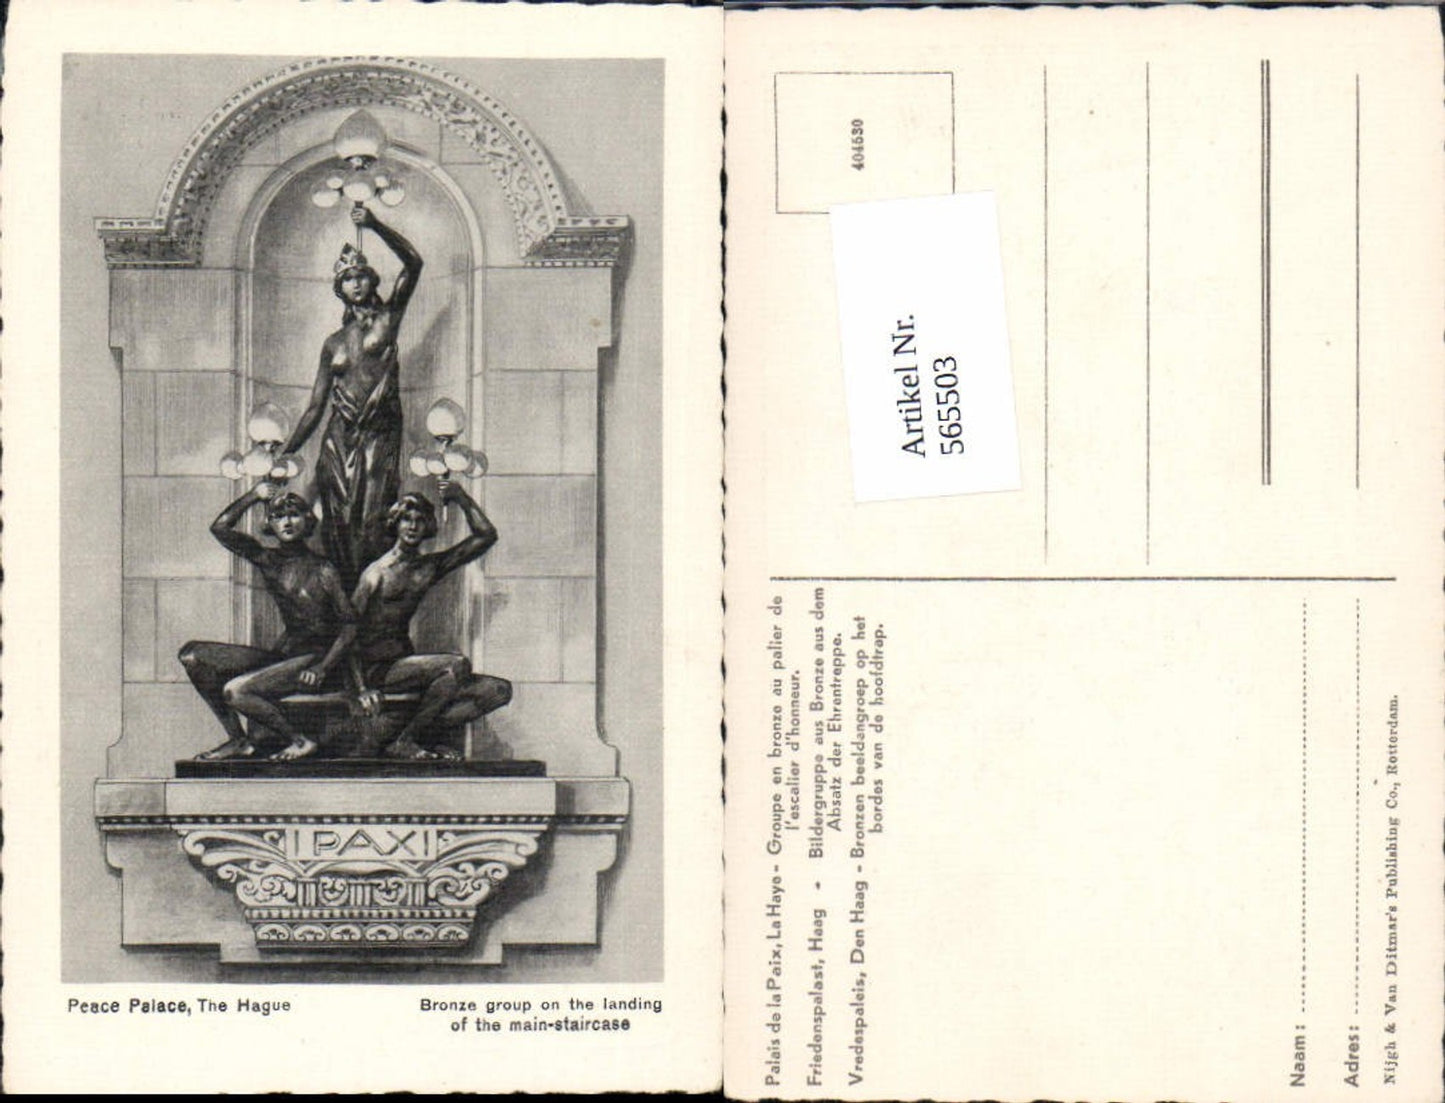 PAX
Peace Palace, The Hague
Bronze group on the landing
of the main-staircase
404530
Artikel Nr.
565503
Palais de la Paix, La Haye - Groupe en bronze au palier de
l'escalier d'honneur.
Friedenspalast, Haag - Bildergruppe aus Bronze aus dem
Absatz der Ehrentreppe.
Vredespaleis, Den Haag - Bronzen beeldengroep op het
bordes van de hoofdtrap.
Naam:
Adres:
Nijgh & Van Ditmar's Publishing Co., Rotterdam.